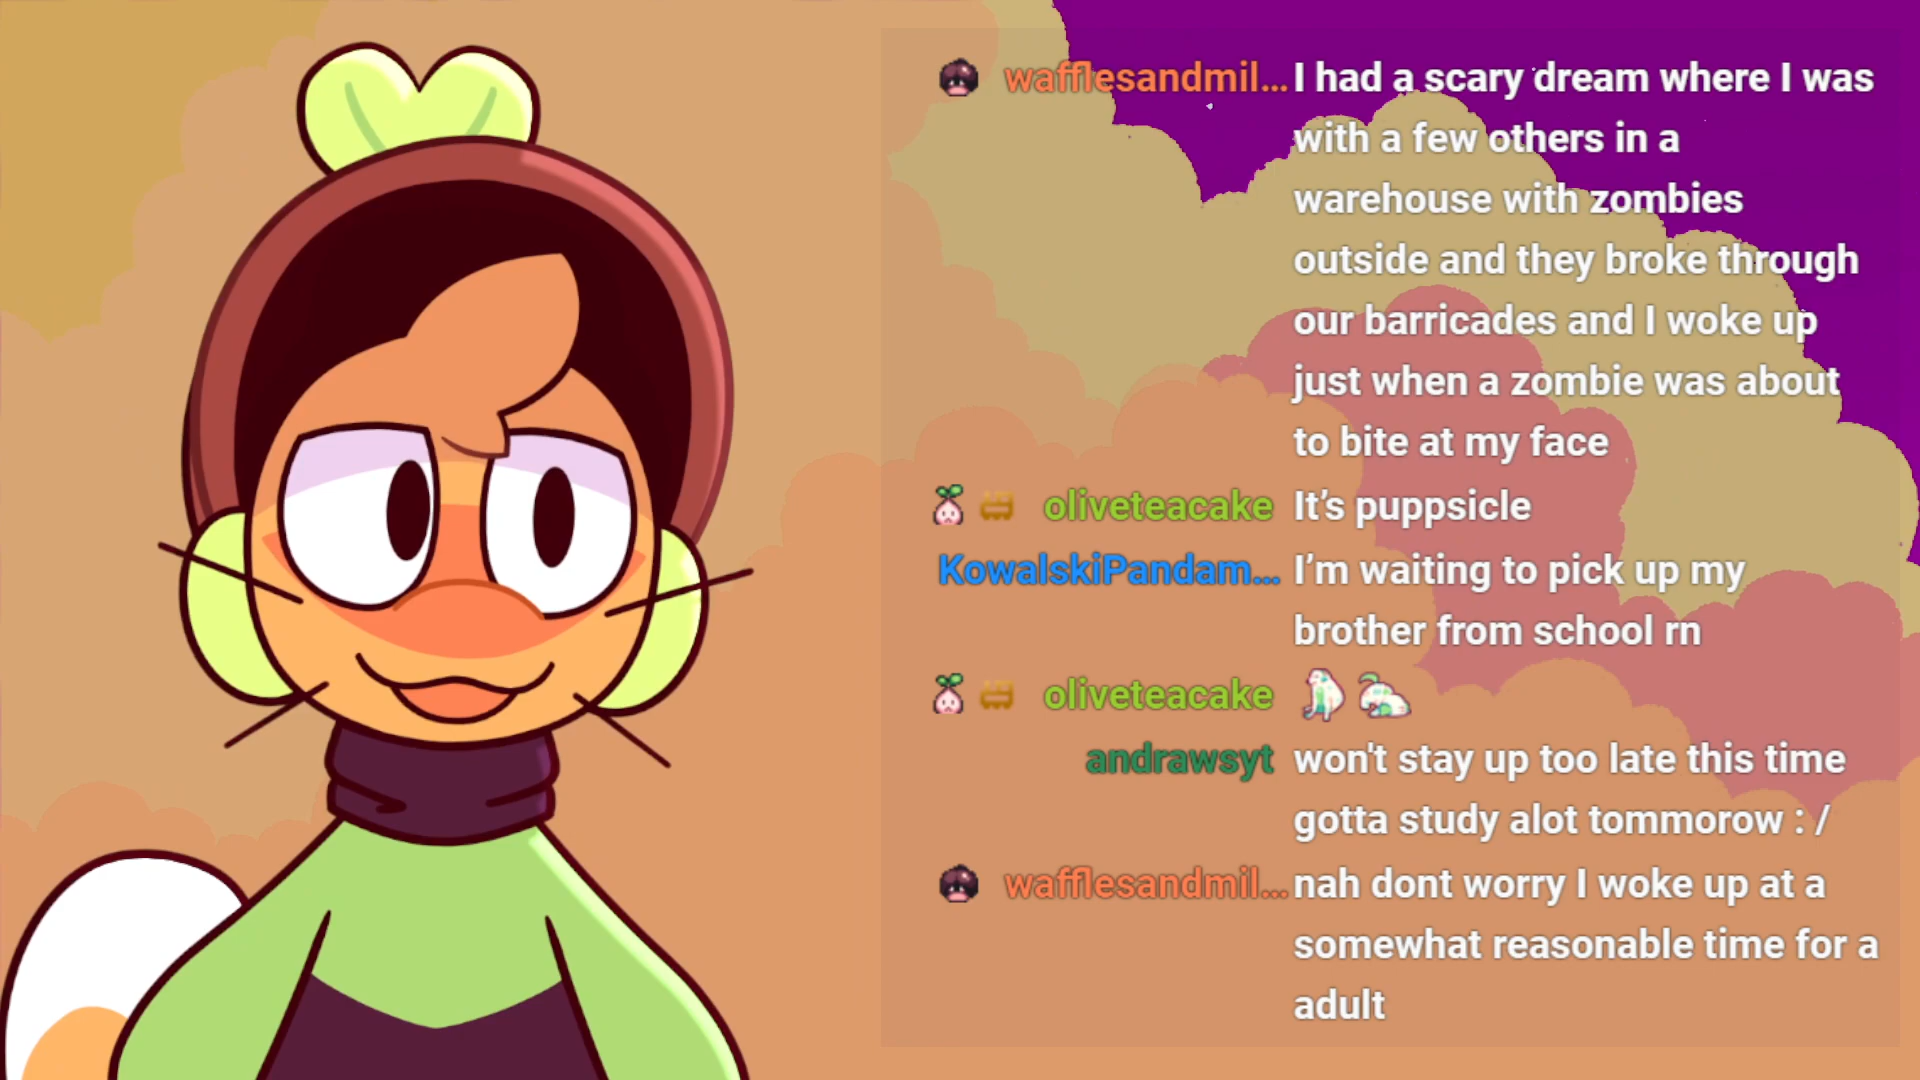 wafflesandmil... I had a scary dream where I was
with a few others in a
warehouse with zombies
outside and they broke through
our barricades and I woke up
just when a zombie was about
to bite at my face
oliveteacake It’s puppsicle
KowalskiPandam... I’m waiting to pick up my
brother from school rn
oliveteacake
andrawsyt won't stay up too late this time
gotta study alot tommorow : /
wafflesandmil... nah dont worry I woke up at a
somewhat reasonable time for a
adult